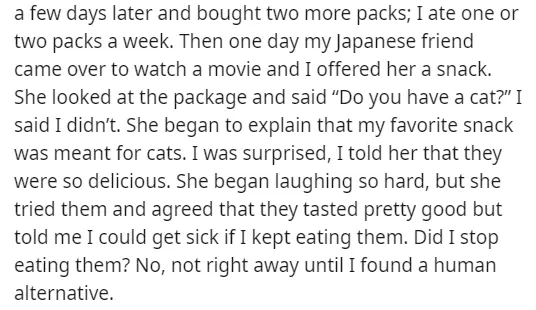 a few days later and bought two more packs; I ate one or
two packs a week. Then one day my Japanese friend
came over to watch a movie and I offered her a snack.
She looked at the package and said “Do you have a cat?” I
said I didn’t. She began to explain that my favorite snack
was meant for cats. I was surprised, I told her that they
were so delicious. She began laughing so hard, but she
tried them and agreed that they tasted pretty good but
told me I could get sick if I kept eating them. Did I stop
eating them? No, not right away until I found a human
alternative.